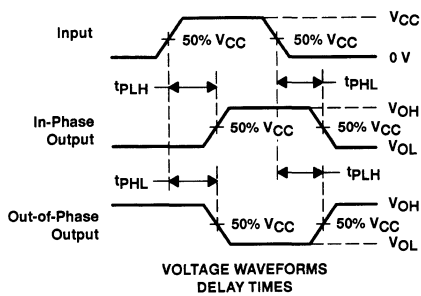 VCC
Input
50% VCC
50% VCC
0 V
tPLH
tPHL
VOH
In-Phase
Output
50% VCC
50% VCC
VOL
tPHL
tPLH
VOH
Out-of-Phase
Output
50% VCC
50% VCC
VOL
VOLTAGE WAVEFORMS
DELAY TIMES